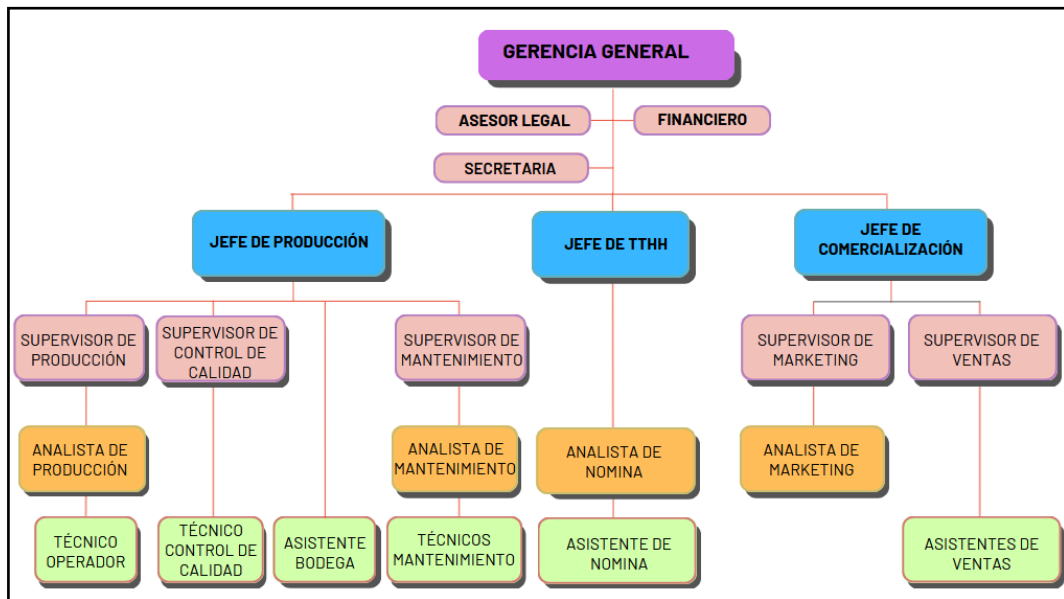 GERENCIA GENERAL
ASESOR LEGAL
FINANCIERO
SECRETARIA
JEFE DE PRODUCCIÓN
JEFE DE TTHH
JEFE DE
COMERCIALIZACIÓN
SUPERVISOR DE
PRODUCCIÓN
SUPERVISOR DE
CONTROL DE
CALIDAD
SUPERVISOR DE
MANTENIMIENTO
SUPERVISOR DE
MARKETING
SUPERVISOR DE
VENTAS
ANALISTA DE
PRODUCCIÓN
ANALISTA DE
MANTENIMIENTO
ANALISTA DE
NOMINA
ANALISTA DE
MARKETING
TÉCNICO
OPERADOR
TÉCNICO
CONTROL DE
CALIDAD
ASISTENTE
BODEGA
TÉCNICOS
MANTENIMIENTO
ASISTENTE DE
NOMINA
ASISTENTES DE
VENTAS